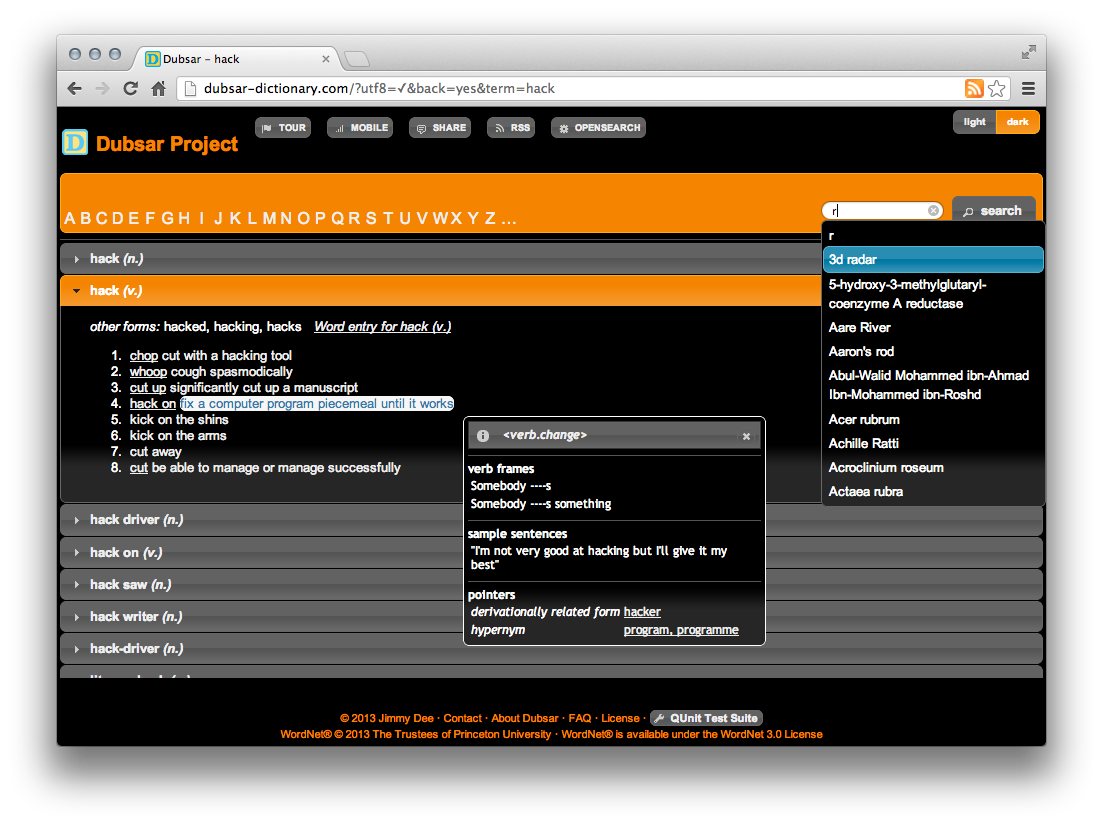 Dubsar - hack
dubsar-dictionary.com/?utf8=✓&back=yes&term=hack
TOUR
MOBILE
SHARE
RSS
OPENSEARCH
light
dark
D Dubsar Project
A B C D E F G H I J K L M N O P Q R S T U V W X Y Z ...
r
search
r
3d radar
5-hydroxy-3-methylglutaryl-
coenzyme A reductase
Aare River
Aaron's rod
Abul-Walid Mohammed ibn-Ahmad
Ibn-Mohammed ibn-Roshd
Acer rubrum
Achille Ratti
Acroclinium roseum
Actaea rubra
hack (n.)
hack (v.)
other forms: hacked, hacking, hacks Word entry for hack (v.)
1. chop cut with a hacking tool
2. whoop cough spasmodically
3. cut up significantly cut up a manuscript
4. hack on fix a computer program piecemeal until it works
5. kick on the shins
6. kick on the arms
7. cut away
8. cut be able to manage or manage successfully
<verb.change>
verb frames
Somebody ----s
Somebody ----s something
sample sentences
"I'm not very good at hacking but I'll give it my
best"
pointers
derivationally related form hacker
hypernym program, programme
hack driver (n.)
hack on (v.)
hack saw (n.)
hack writer (n.)
hack-driver (n.)
© 2013 Jimmy Dee · Contact · About Dubsar · FAQ · License · QUnit Test Suite
WordNet® © 2013 The Trustees of Princeton University · WordNet® is available under the WordNet 3.0 License